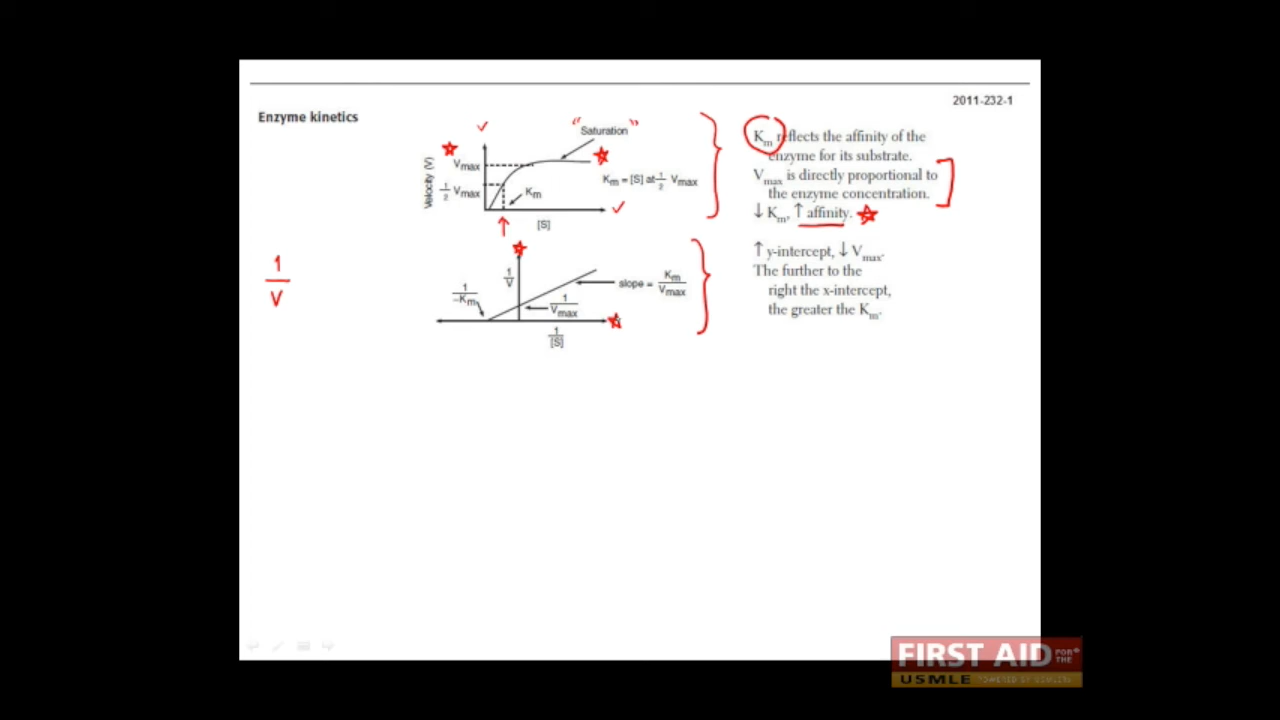 2011-232-1
Enzyme kinetics
"Saturation"
Velocity (V)
Vmax
1/2 Vmax
Km
Km = [S] at 1/2 Vmax
[S]
Km reflects the affinity of the
enzyme for its substrate.
Vmax is directly proportional to
the enzyme concentration.
↓ Km, ↑ affinity.
1/V
1/V
1/-Km
1/Vmax
slope = Km/Vmax
1/[S]
↑ y-intercept, ↓ Vmax.
The further to the
right the x-intercept,
the greater the Km.
FIRST AID FOR THE®
USMLE POWERED BY USMLERX